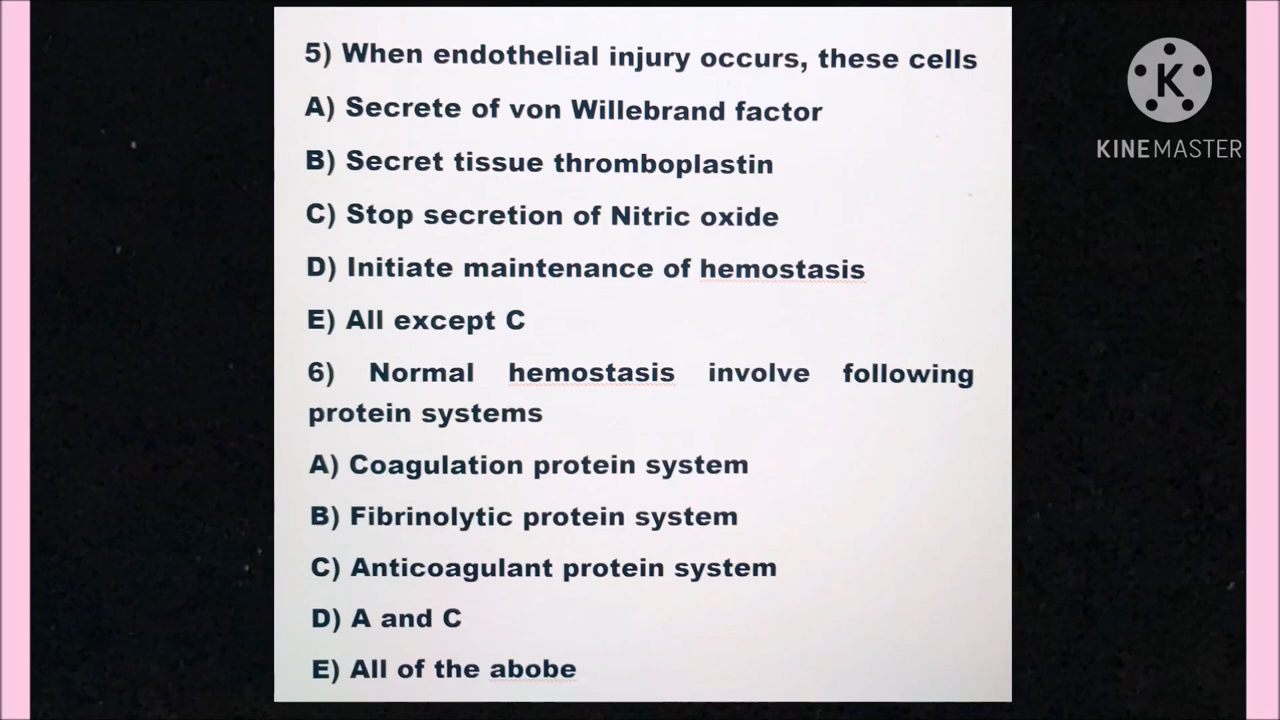 5) When endothelial injury occurs, these cells
A) Secrete of von Willebrand factor
B) Secret tissue thromboplastin
C) Stop secretion of Nitric oxide
D) Initiate maintenance of hemostasis
E) All except C
6) Normal hemostasis involve following
protein systems
A) Coagulation protein system
B) Fibrinolytic protein system
C) Anticoagulant protein system
D) A and C
E) All of the abobe
K
KINEMASTER